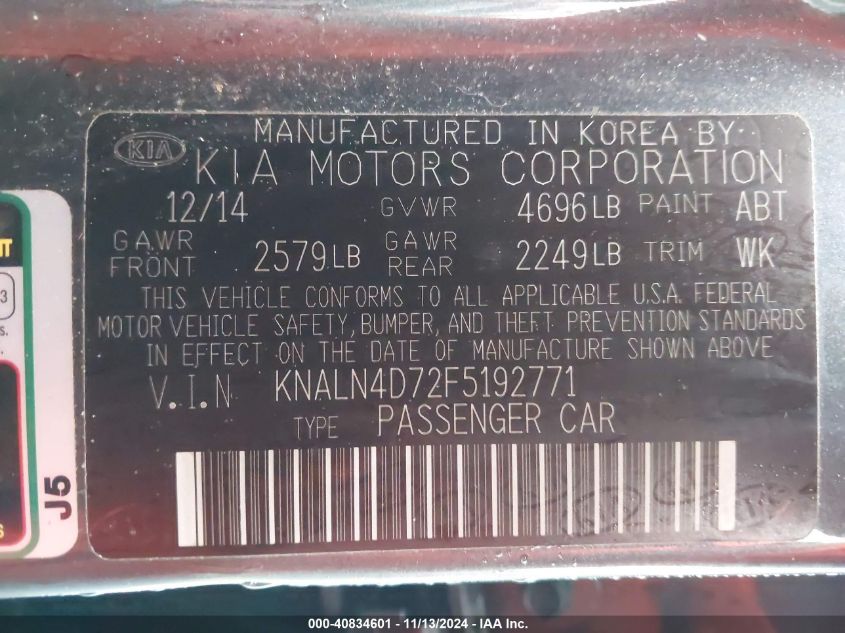 MANUFACTURED IN KOREA BY:
KIA KIA MOTORS CORPORATION
12/14 GVWR 4696LB PAINT ABT
GAWR FRONT 2579LB GAWR REAR 2249LB TRIM WK
THIS VEHICLE CONFORMS TO ALL APPLICABLE U.S.A. FEDERAL
MOTOR VEHICLE SAFETY, BUMPER, AND THEFT PREVENTION STANDARDS
IN EFFECT ON THE DATE OF MANUFACTURE SHOWN ABOVE
V.I.N KNALN4D72F5192771
TYPE PASSENGER CAR
3
J5
000-40834601 - 11/13/2024 - IAA Inc.